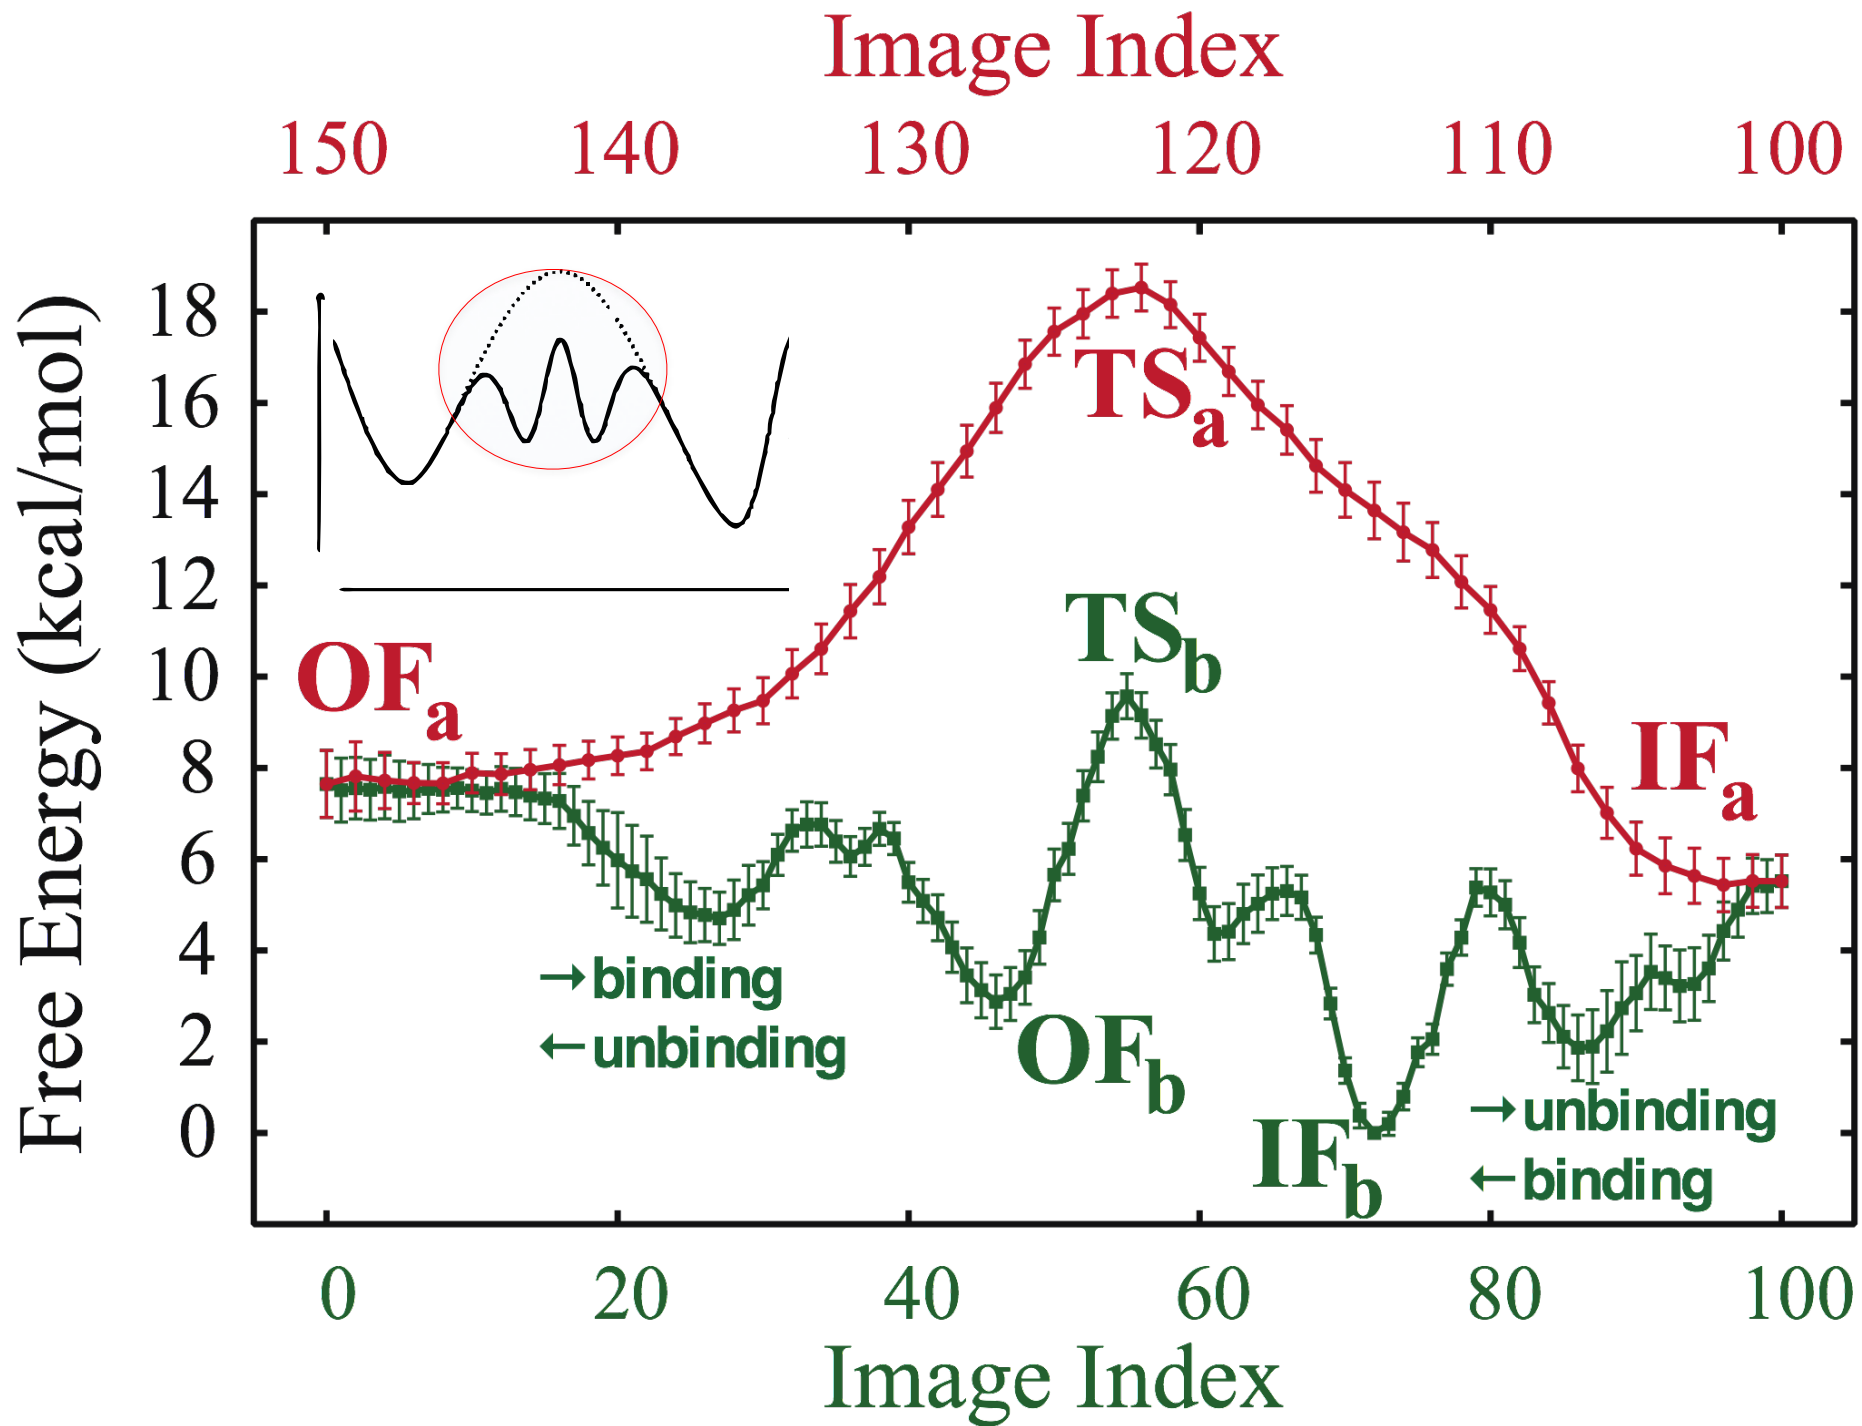 Image Index
150 140 130 120 110 100
Free Energy (kcal/mol)
18
16
14
12
10
8
6
4
2
0
TSa
TSb
OFa
IFa
→binding
←unbinding
OFb
IFb
→unbinding
←binding
0 20 40 60 80 100
Image Index